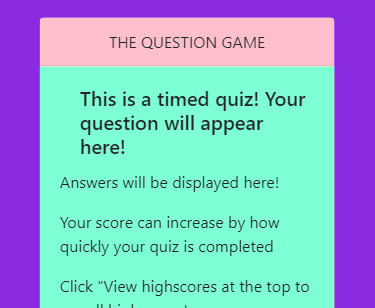 THE QUESTION GAME
This is a timed quiz! Your
question will appear
here!
Answers will be displayed here!
Your score can increase by how
quickly your quiz is completed
Click "View highscores at the top to